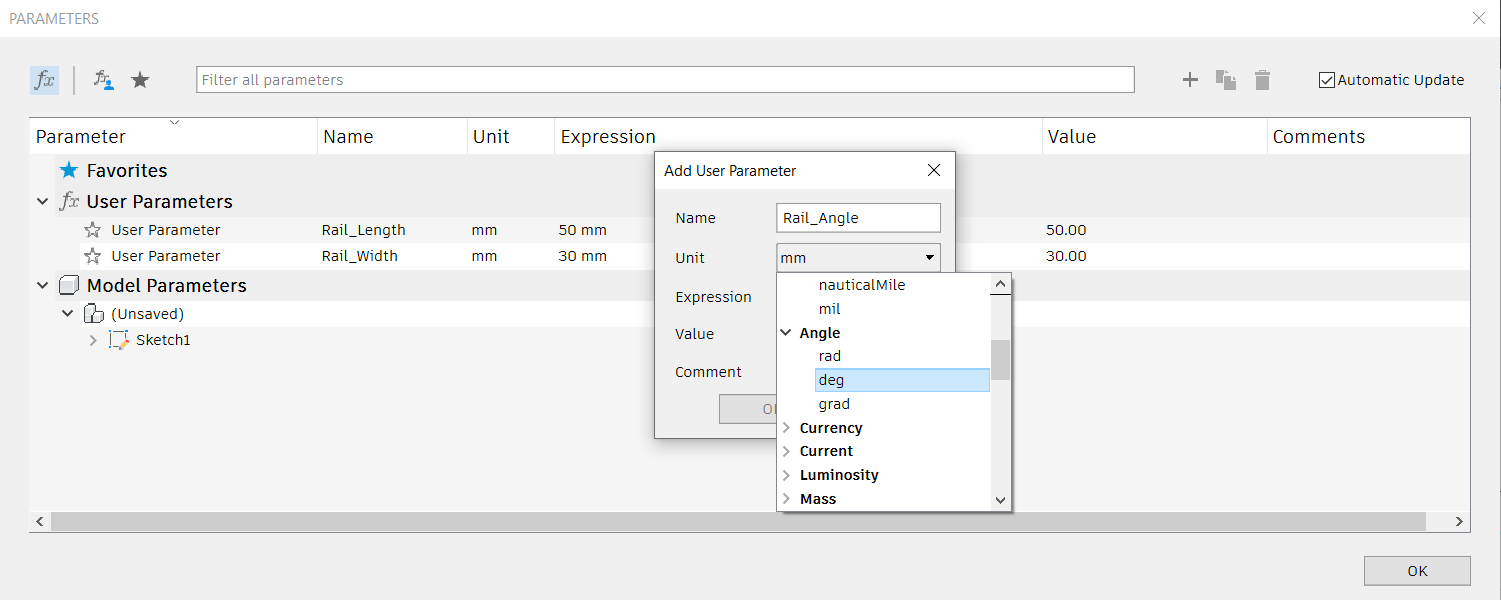 PARAMETERS
fx
Filter all parameters
Automatic Update
Parameter Name Unit Expression Value Comments
Favorites
fx User Parameters
User Parameter Rail_Length mm 50 mm 50.00
User Parameter Rail_Width mm 30 mm 30.00
Model Parameters
(Unsaved)
Sketch1
Add User Parameter
Name Rail_Angle
Unit mm
Expression
Value
Comment
nauticalMile
mil
Angle
rad
deg
grad
Currency
Current
Luminosity
Mass
OK